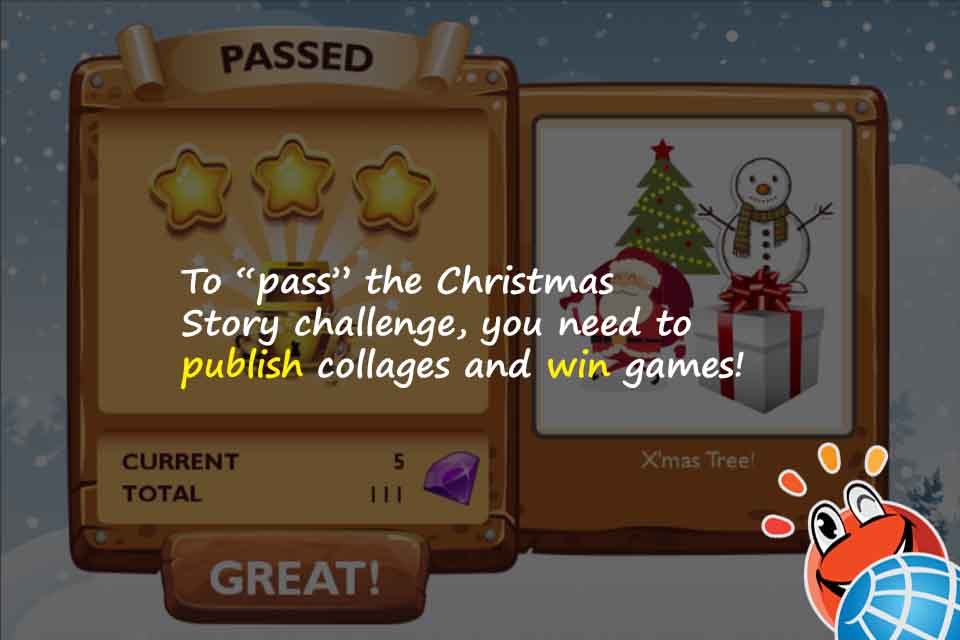 PASSED
To “pass” the Christmas
Story challenge, you need to
publish collages and win games!
CURRENT 5
TOTAL 111
X'mas Tree!
GREAT!